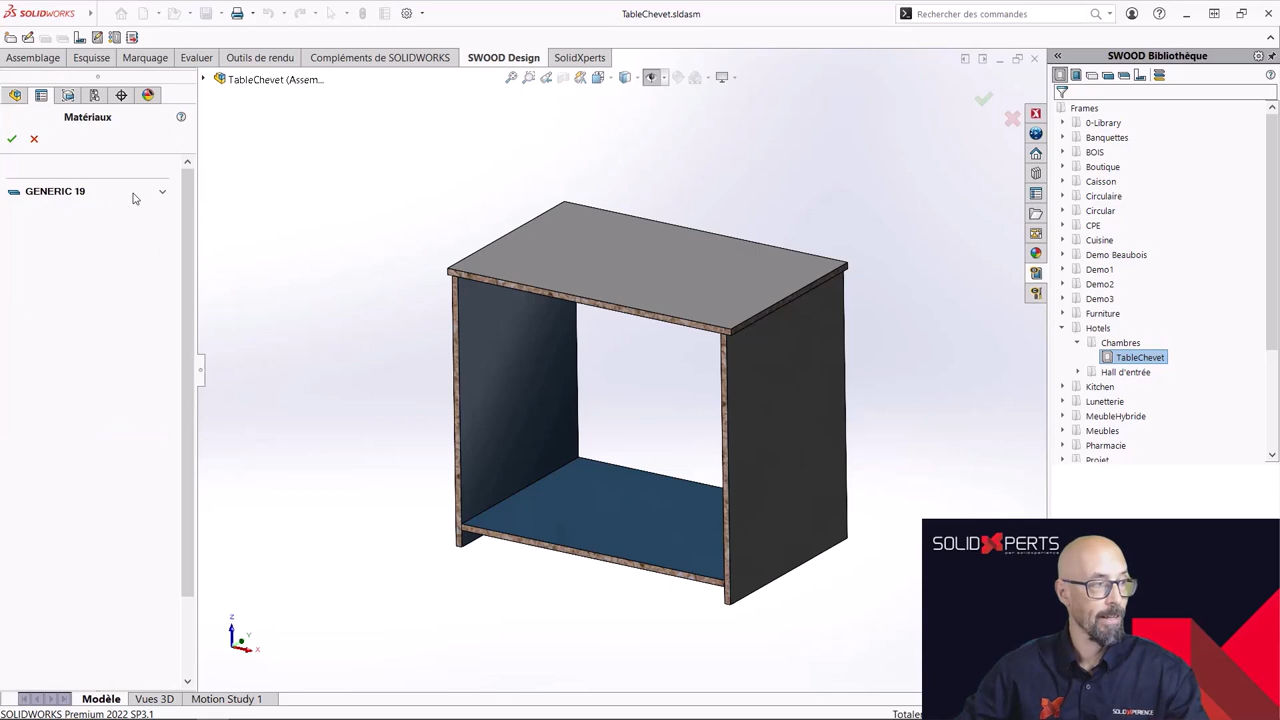 SOLIDWORKS
TableChevet.sldasm
Rechercher des commandes
Assemblage
Esquisse
Marquage
Evaluer
Outils de rendu
Compléments de SOLIDWORKS
SWOOD Design
SolidXperts
SWOOD Bibliothèque
TableChevet (Assem...
Matériaux
GENERIC 19
Frames
0-Library
Banquettes
BOIS
Boutique
Caisson
Circulaire
Circular
CPE
Cuisine
Demo Beaubois
Demo1
Demo2
Demo3
Furniture
Hotels
Chambres
TableChevet
Hall d'entrée
Kitchen
Lunetterie
MeubleHybride
Meubles
Pharmacie
Projet
Z
Y
X
SOLIDXPERTS
par solidxperience
SOLIDXPERIENCE
Modèle
Vues 3D
Motion Study 1
SOLIDWORKS Premium 2022 SP3.1
Totale